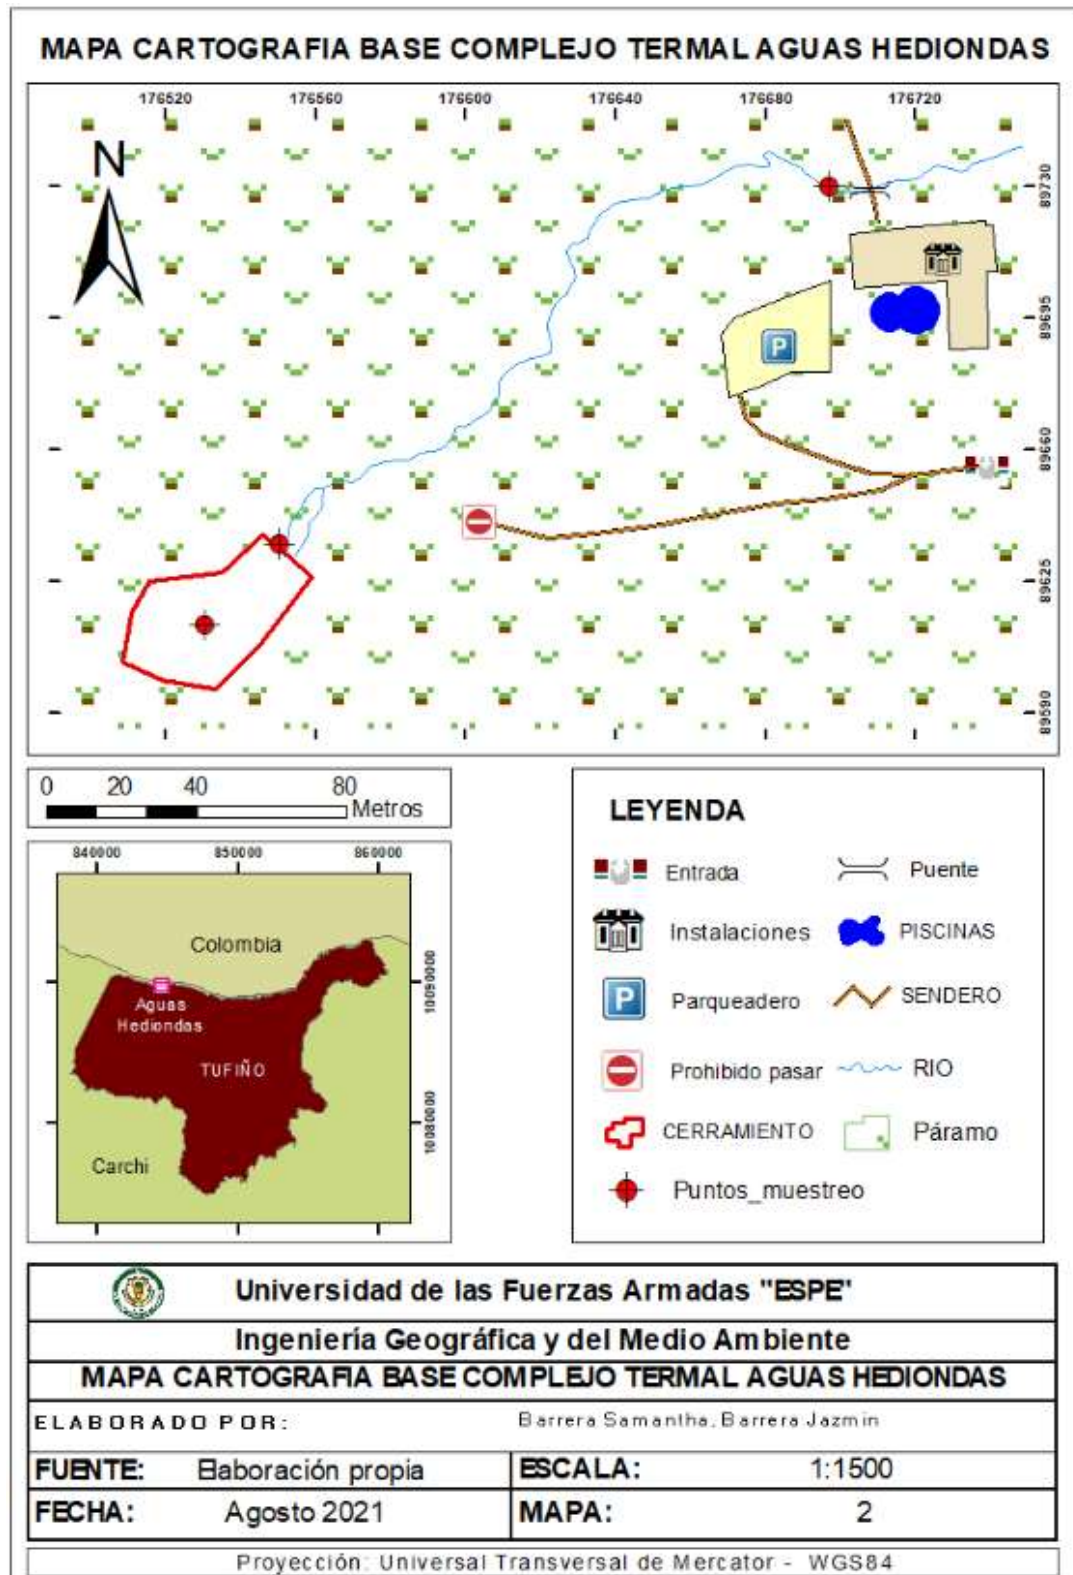 MAPA CARTOGRAFIA BASE COMPLEJO TERMAL AGUAS HEDIONDAS
176520 176560 176600 176640 176680 176720
N
89730
89695
89660
89625
89590
0 20 40 80
Metros
840000 850000 860000
Colombia
Aguas
Hediondas
TUFIÑO
Carchi
10090000
10080000
LEYENDA
Entrada
Puente
Instalaciones
PISCINAS
P
Parqueadero
SENDERO
Prohibido pasar
RIO
CERRAMIENTO
Páramo
Puntos_muestreo
Universidad de las Fuerzas Armadas "ESPE"
Ingeniería Geográfica y del Medio Ambiente
MAPA CARTOGRAFIA BASE COMPLEJO TERMAL AGUAS HEDIONDAS
ELABORADO POR: Barrera Samantha, Barrera Jazmin
FUENTE: Elaboración propia
ESCALA: 1:1500
FECHA: Agosto 2021
MAPA: 2
Proyección: Universal Transversal de Mercator - WGS84